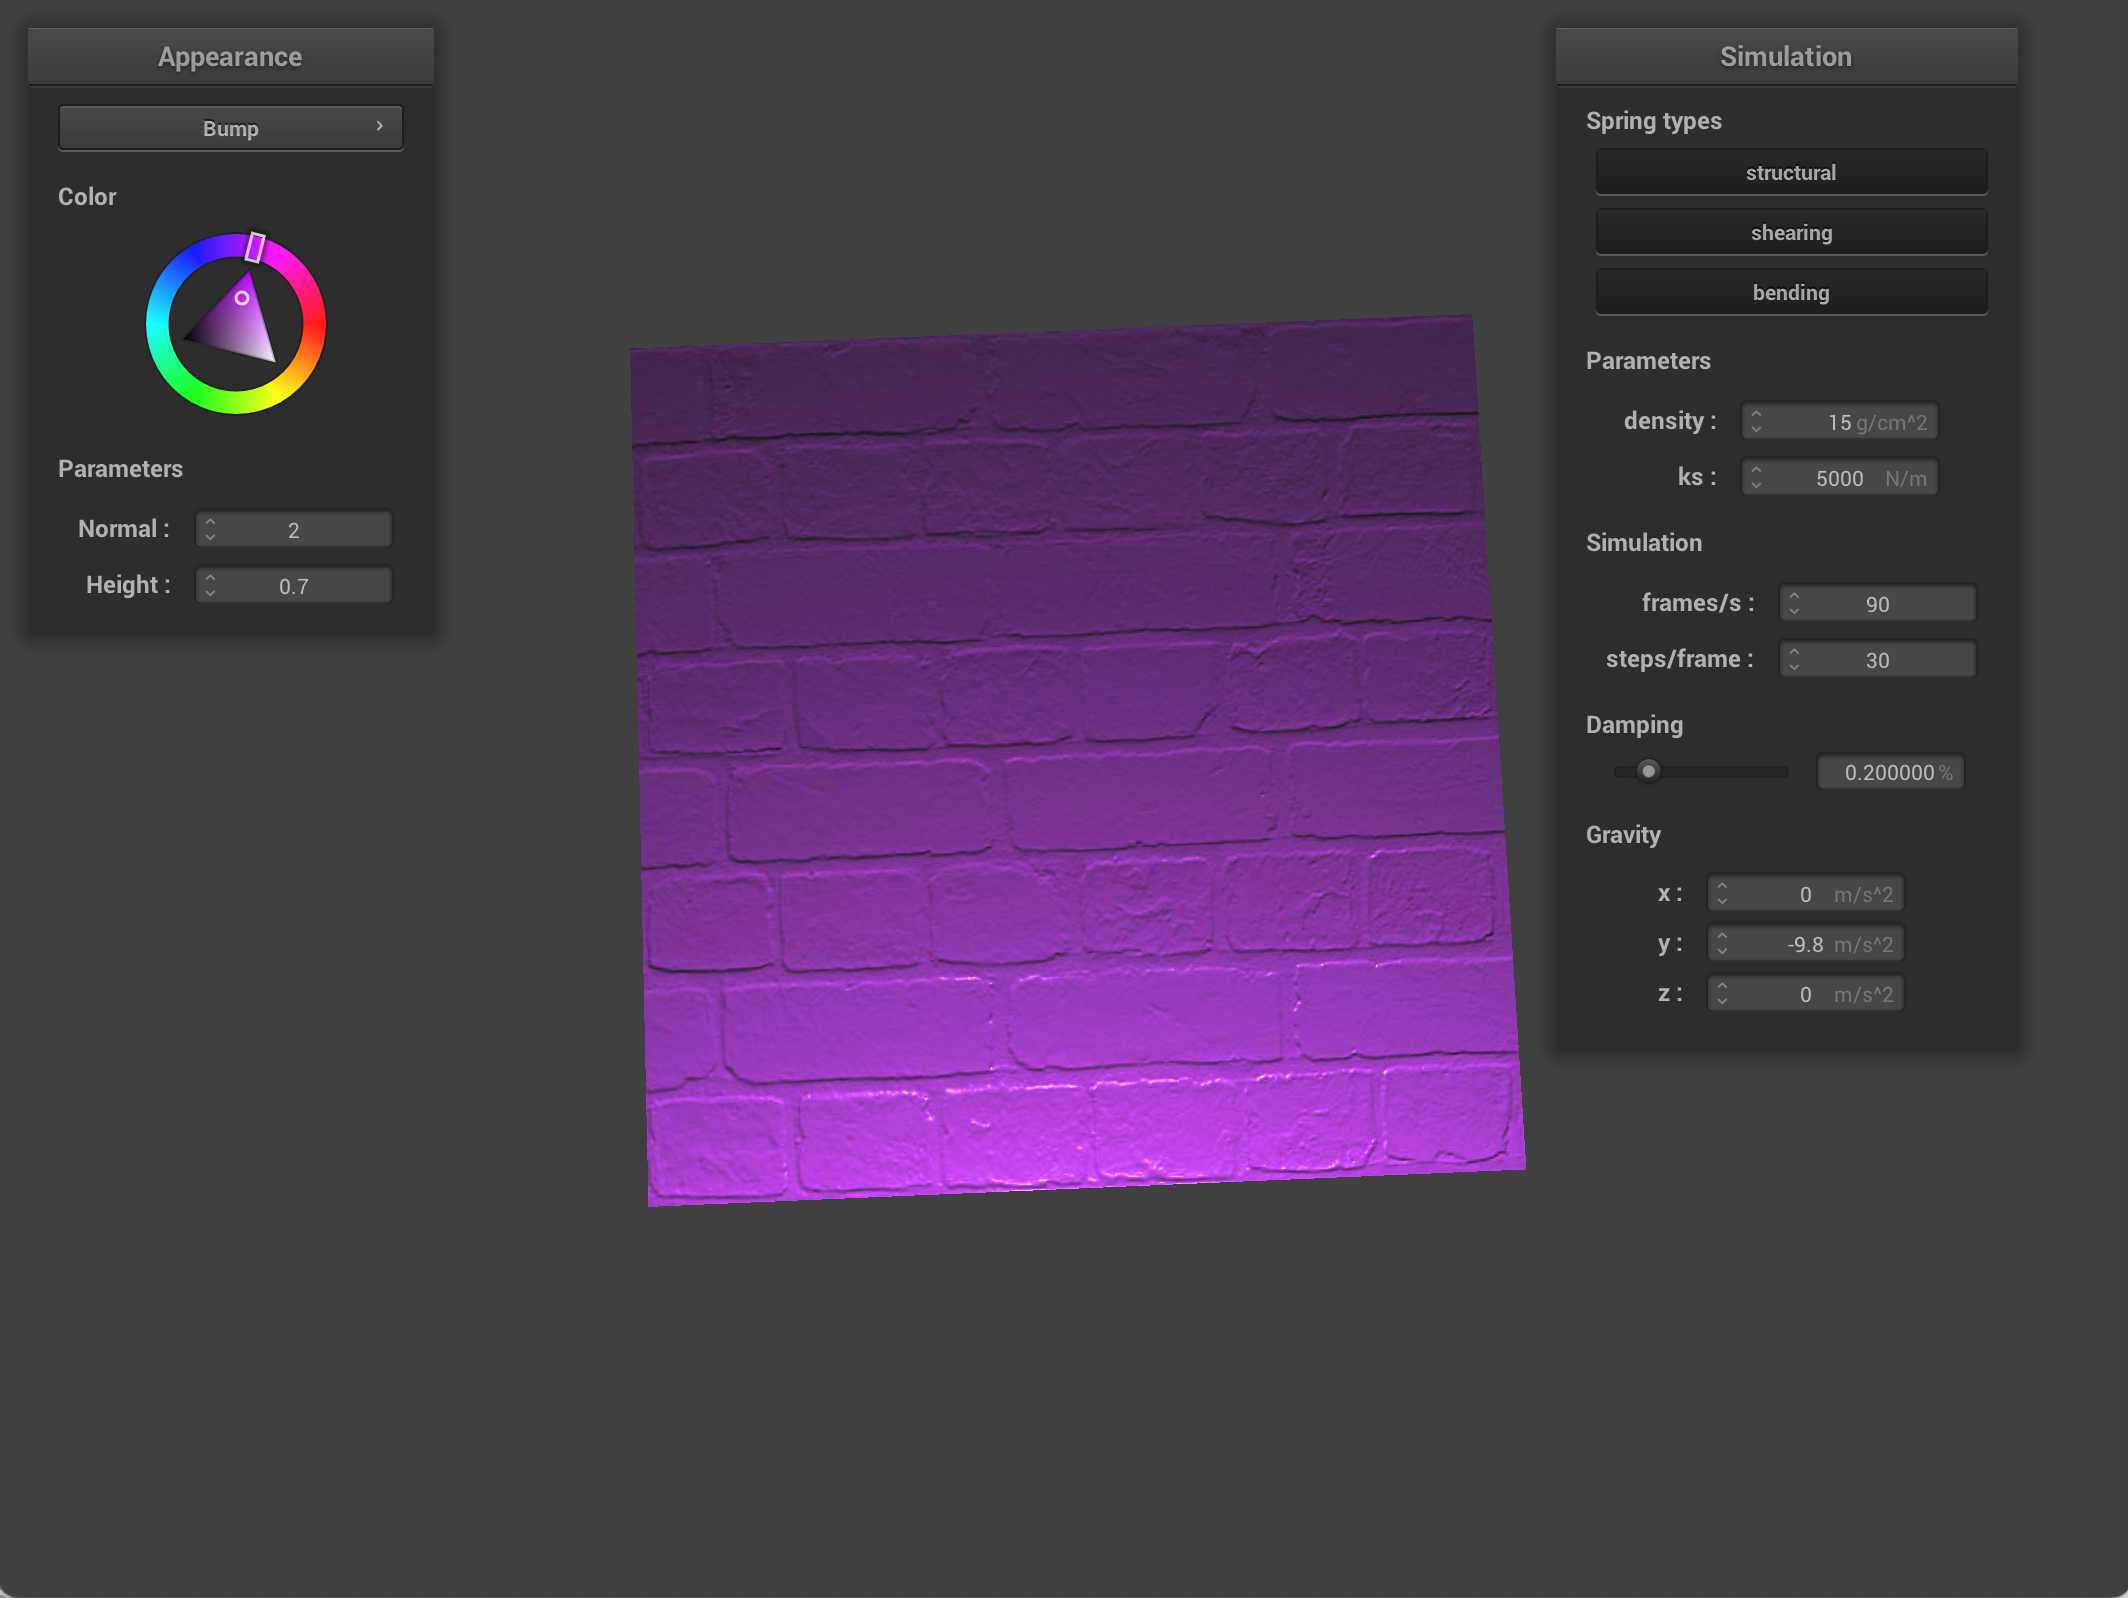 Appearance
Bump
Color
Parameters
Normal : 2
Height : 0.7
Simulation
Spring types
structural
shearing
bending
Parameters
density : 15 g/cm^2
ks : 5000 N/m
Simulation
frames/s : 90
steps/frame : 30
Damping
0.200000 %
Gravity
x : 0 m/s^2
y : -9.8 m/s^2
z : 0 m/s^2